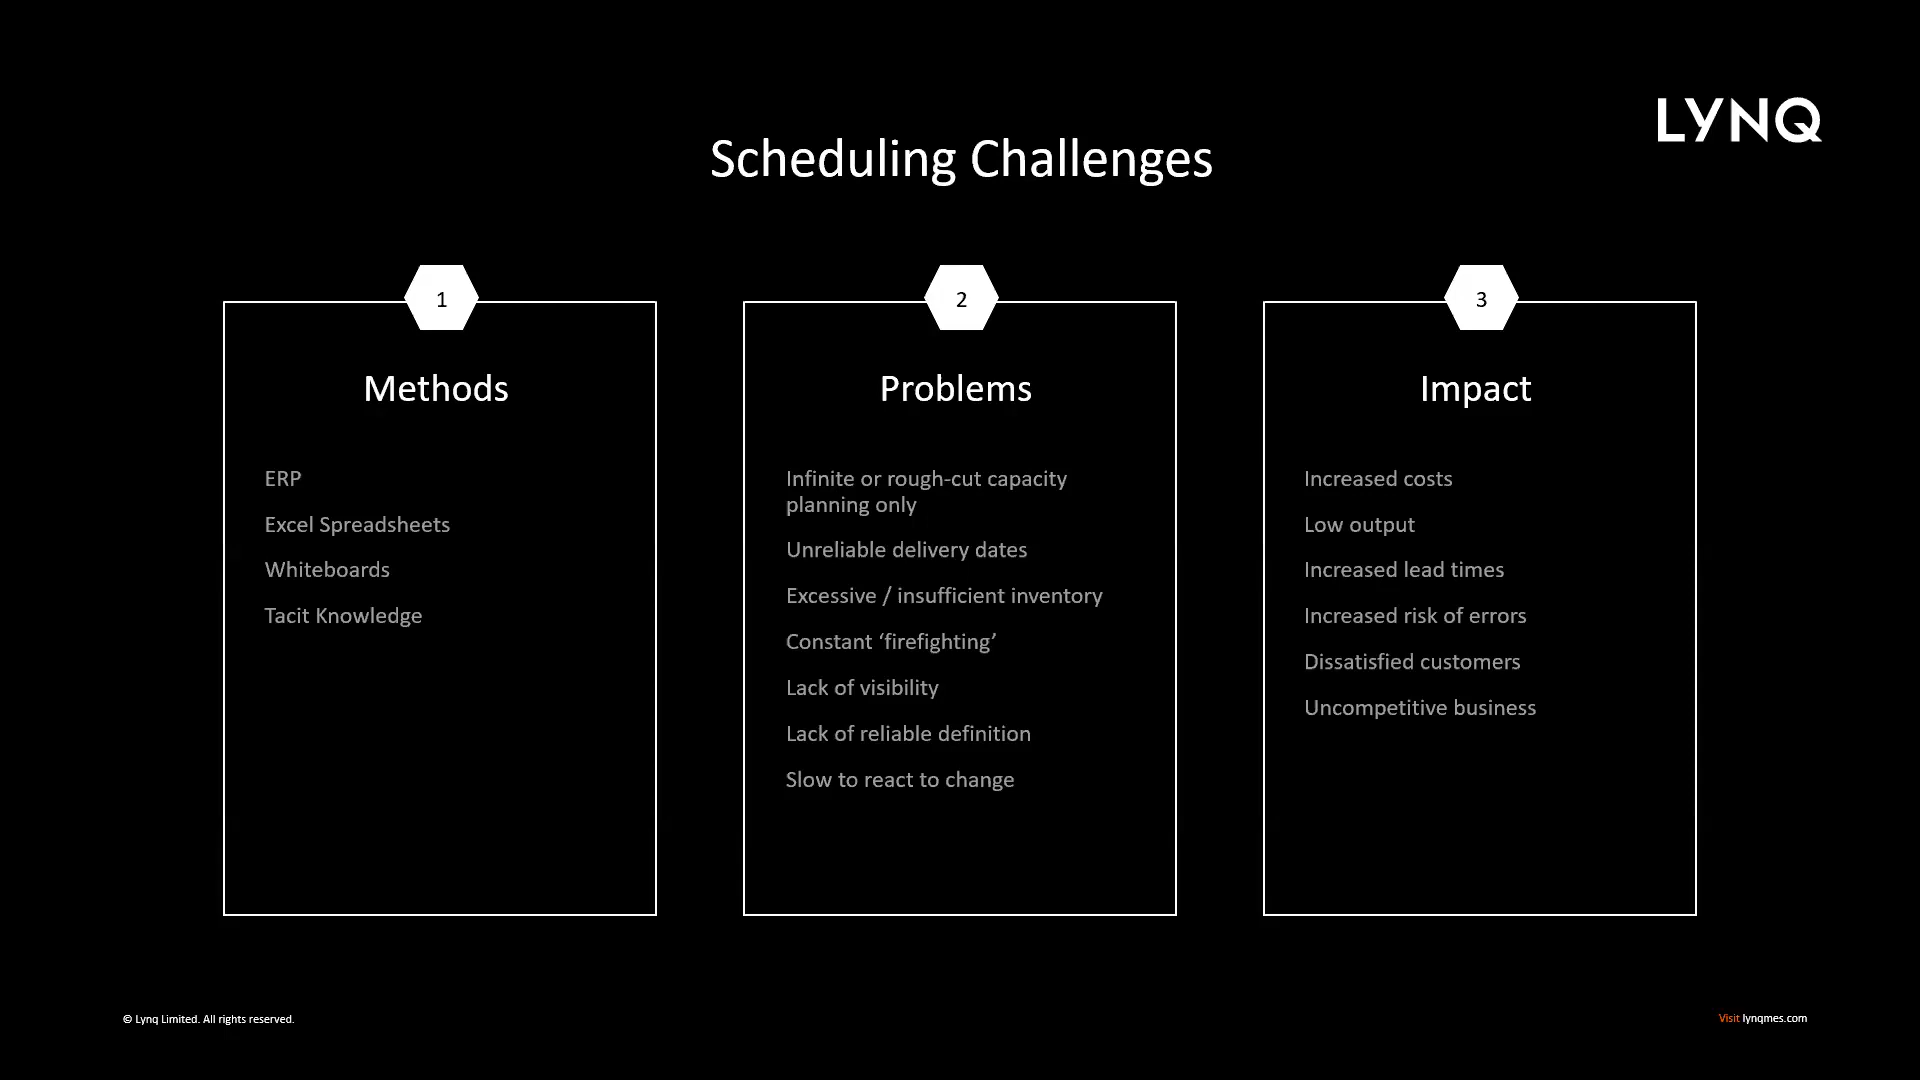 LYNQ
Scheduling Challenges
1
Methods
ERP
Excel Spreadsheets
Whiteboards
Tacit Knowledge
2
Problems
Infinite or rough-cut capacity
planning only
Unreliable delivery dates
Excessive / insufficient inventory
Constant ‘firefighting’
Lack of visibility
Lack of reliable definition
Slow to react to change
3
Impact
Increased costs
Low output
Increased lead times
Increased risk of errors
Dissatisfied customers
Uncompetitive business
© Lynq Limited. All rights reserved.
Visit lynqmes.com